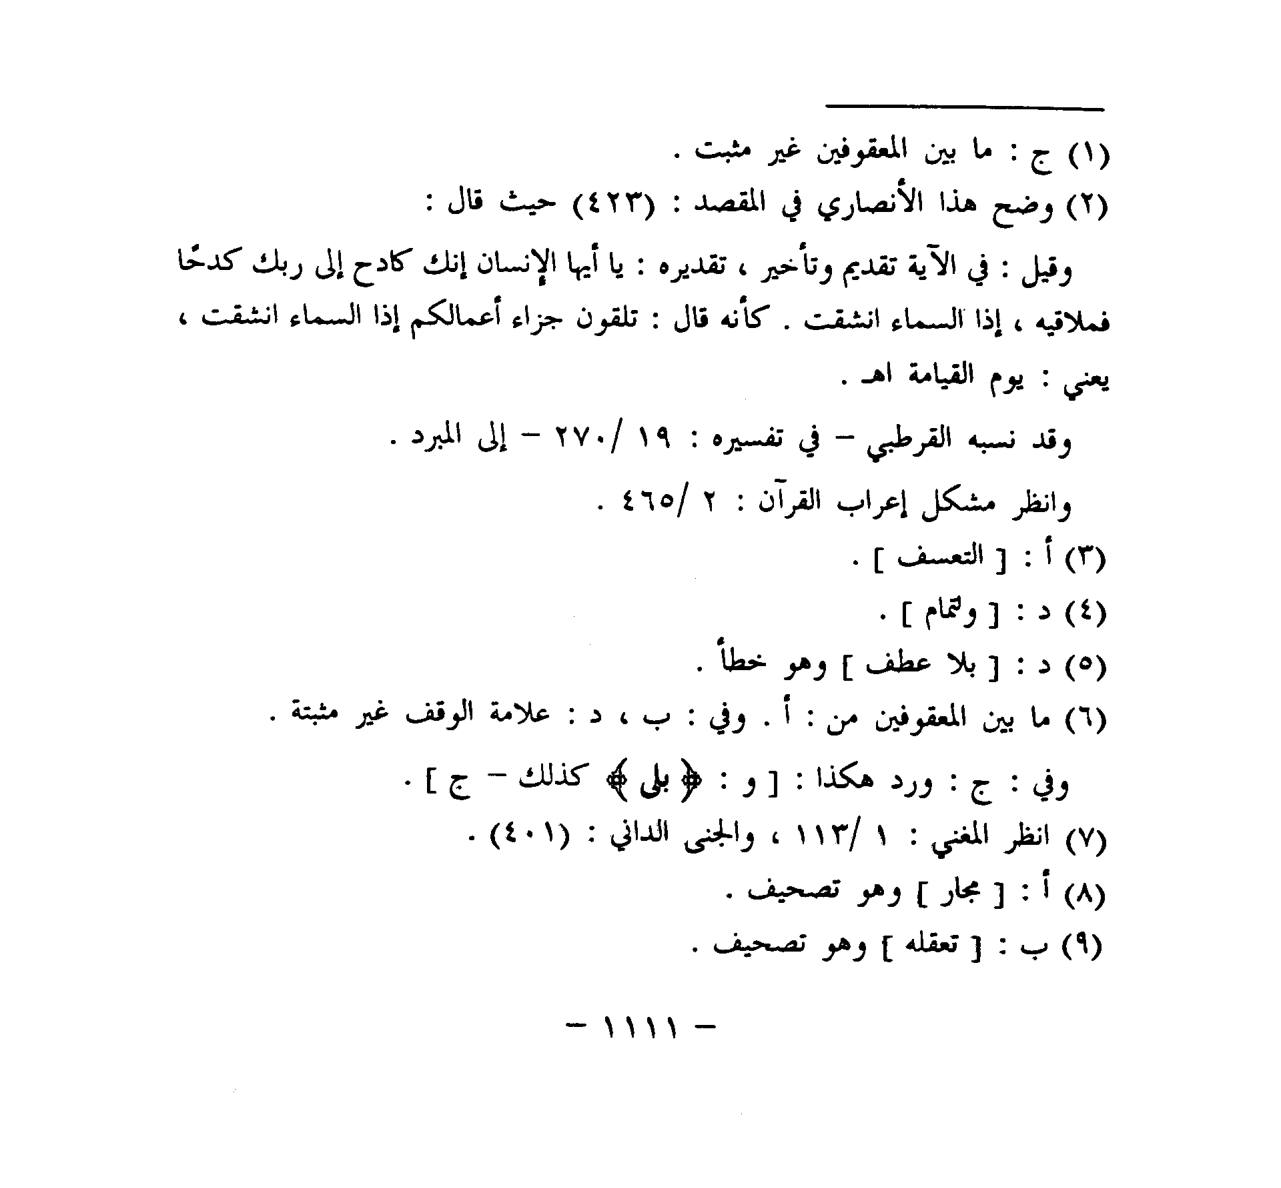 (١) ج : ما بين المعقوفين غير مثبت .
(٢) وضح هذا الأنصاري في المقصد : (٤٢٣) حيث قال :
وقيل : في الآية تقديم وتأخير ، تقديره : يا أيها الإنسان إنك كادح إلى ربك كدحًا
فملاقيه ، إذا السماء انشقت . كأنه قال : تلقون جزاء أعمالكم إذا السماء انشقت ،
يعني : يوم القيامة اهـ .
وقد نسبه القرطبي – في تفسيره : ١٩ /٢٧٠ – إلى المبرد .
وانظر مشكل إعراب القرآن : ٢ /٤٦٥ .
(٣) أ : [ التعسف ] .
(٤) د : [ ولتمام ] .
(٥) د : [ بلا عطف ] وهو خطأ .
(٦) ما بين المعقوفين من : أ . وفي : ب ، د : علامة الوقف غير مثبتة .
وفي : ج : ورد هكذا : [ و : ﴿ بلى ﴾ كذلك – ج ] .
(٧) انظر المغني : ١ /١١٣ ، والجنى الداني : (٤٠١) .
(٨) أ : [ مجار ] وهو تصحيف .
(٩) ب : [ تعقله ] وهو تصحيف .
– ١١١١ –